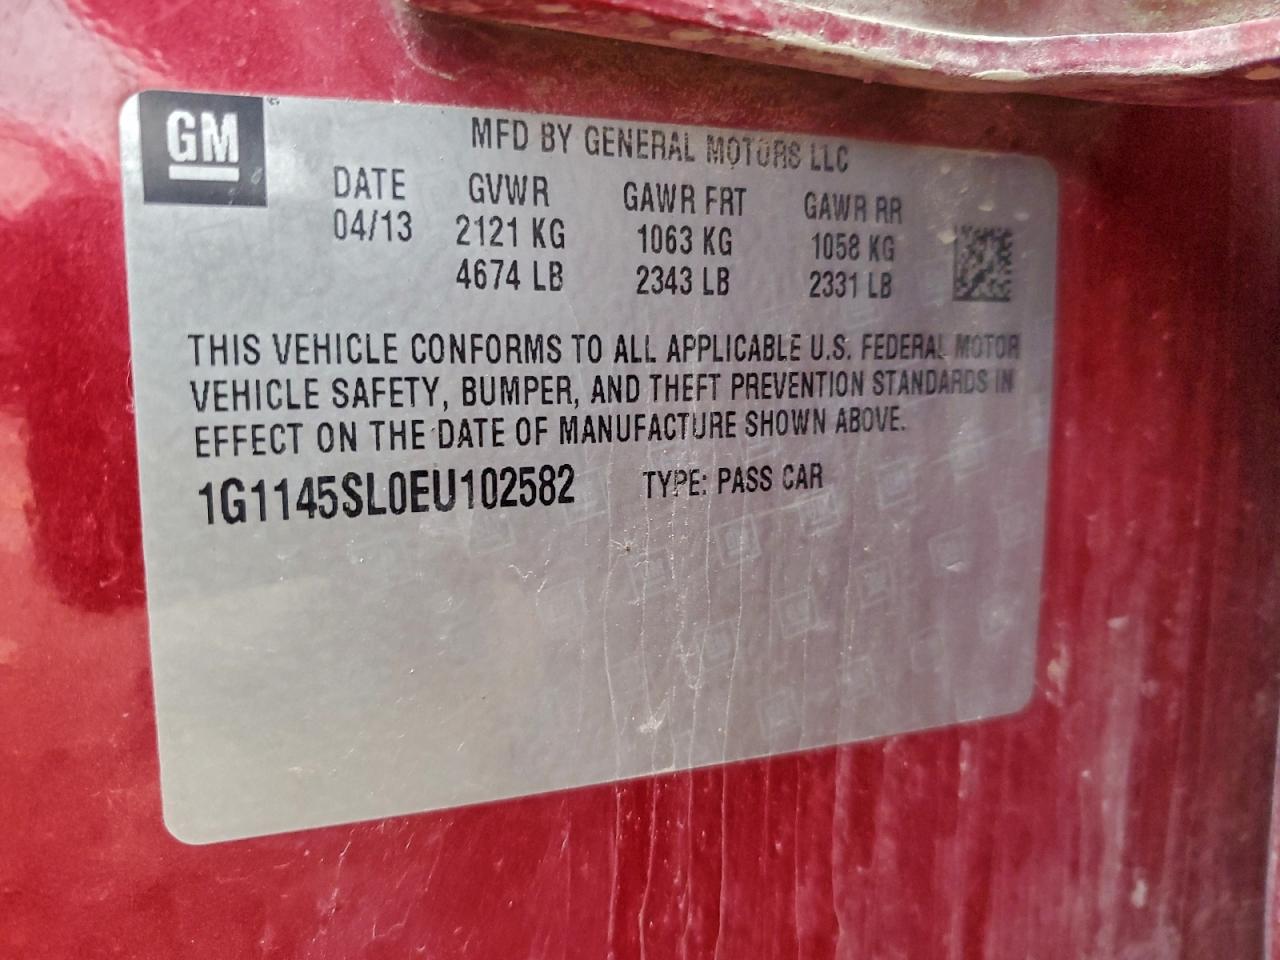 GM
MFD BY GENERAL MOTORS LLC
DATE GVWR GAWR FRT GAWR RR
04/13 2121 KG 1063 KG 1058 KG
4674 LB 2343 LB 2331 LB
THIS VEHICLE CONFORMS TO ALL APPLICABLE U.S. FEDERAL MOTOR
VEHICLE SAFETY, BUMPER, AND THEFT PREVENTION STANDARDS IN
EFFECT ON THE DATE OF MANUFACTURE SHOWN ABOVE.
1G1145SL0EU102582 TYPE: PASS CAR